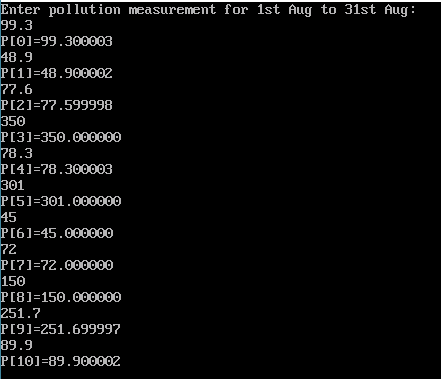 Enter pollution measurement for 1st Aug to 31st Aug:
99.3
P[0]=99.300003
48.9
P[1]=48.900002
77.6
P[2]=77.599998
350
P[3]=350.000000
78.3
P[4]=78.300003
301
P[5]=301.000000
45
P[6]=45.000000
72
P[7]=72.000000
150
P[8]=150.000000
251.7
P[9]=251.699997
89.9
P[10]=89.900002